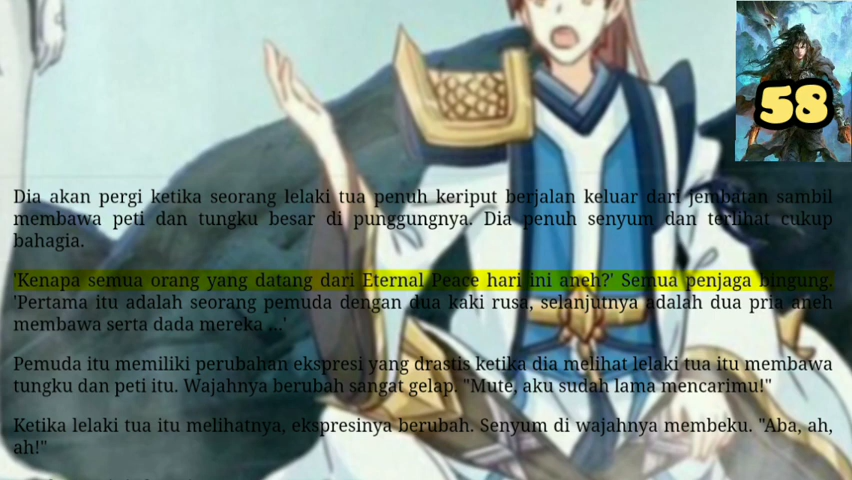 58
Dia akan pergi ketika seorang lelaki tua penuh keriput berjalan keluar dari jembatan sambil
membawa peti dan tungku besar di punggungnya. Dia penuh senyum dan terlihat cukup
bahagia.
'Kenapa semua orang yang datang dari Eternal Peace hari ini aneh?' Semua penjaga bingung.
'Pertama itu adalah seorang pemuda dengan dua kaki rusa, selanjutnya adalah dua pria aneh
membawa serta dada mereka ...'
Pemuda itu memiliki perubahan ekspresi yang drastis ketika dia melihat lelaki tua itu membawa
tungku dan peti itu. Wajahnya berubah sangat gelap. "Mute, aku sudah lama mencarimu!"
Ketika lelaki tua itu melihatnya, ekspresinya berubah. Senyum di wajahnya membeku. "Aba, ah,
ah!"